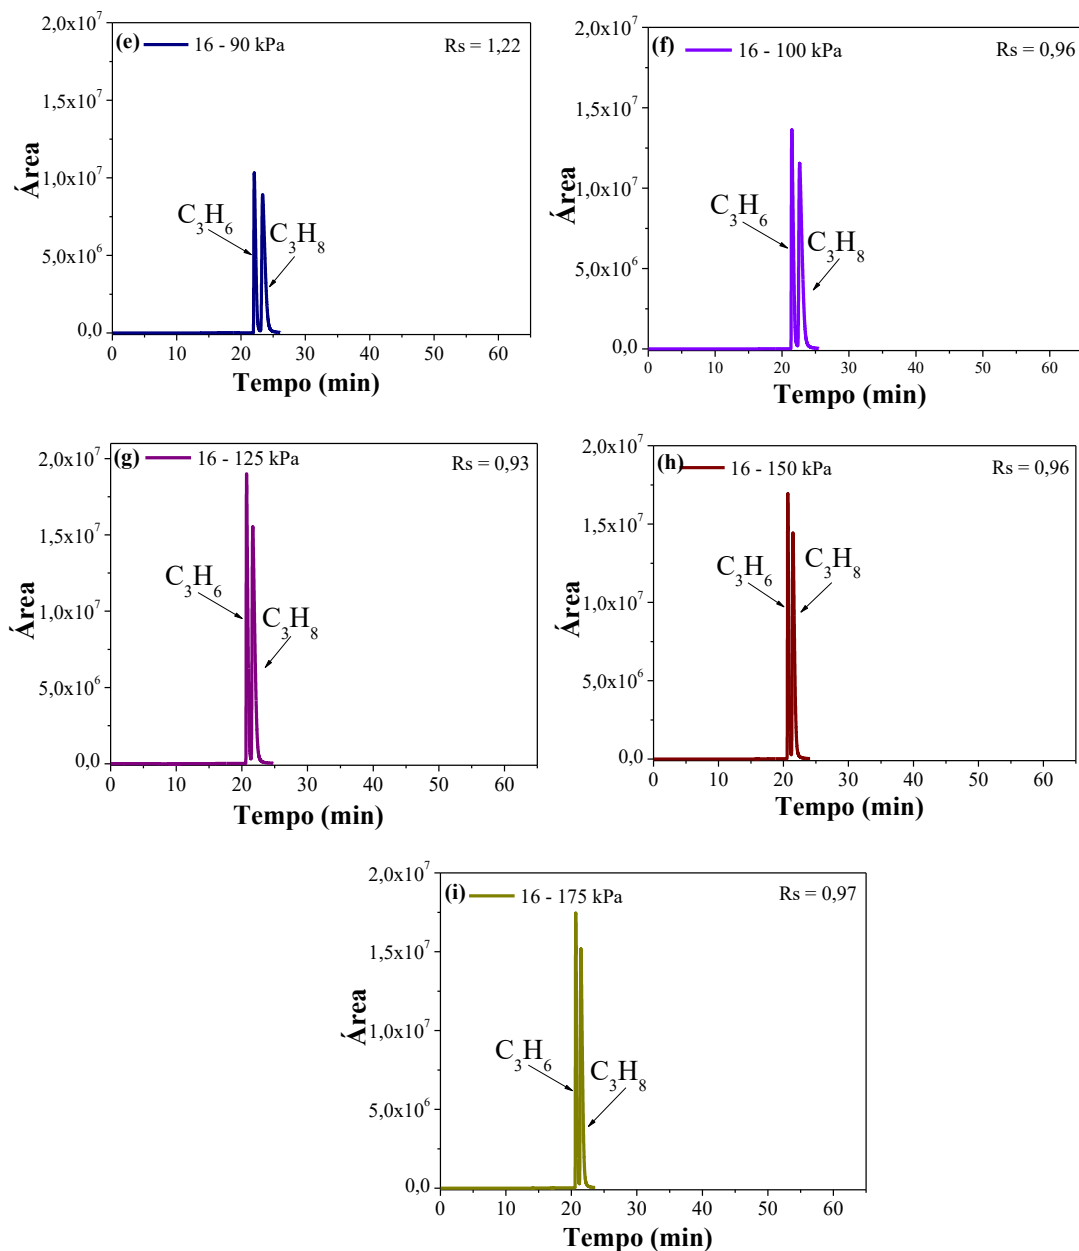 (e) 16 - 90 kPa Rs = 1,22
2,0x10⁷
1,5x10⁷
1,0x10⁷
5,0x10⁶
0,0
Área
C₃H₆
C₃H₈
0 10 20 30 40 50 60
Tempo (min)
(f) 16 - 100 kPa Rs = 0,96
2,0x10⁷
1,5x10⁷
1,0x10⁷
5,0x10⁶
0,0
Área
C₃H₆
C₃H₈
0 10 20 30 40 50 60
Tempo (min)
(g) 16 - 125 kPa Rs = 0,93
2,0x10⁷
1,5x10⁷
1,0x10⁷
5,0x10⁶
0,0
Área
C₃H₆
C₃H₈
0 10 20 30 40 50 60
Tempo (min)
(h) 16 - 150 kPa Rs = 0,96
2,0x10⁷
1,5x10⁷
1,0x10⁷
5,0x10⁶
0,0
Área
C₃H₆
C₃H₈
0 10 20 30 40 50 60
Tempo (min)
(i) 16 - 175 kPa Rs = 0,97
2,0x10⁷
1,5x10⁷
1,0x10⁷
5,0x10⁶
0,0
Área
C₃H₆
C₃H₈
0 10 20 30 40 50 60
Tempo (min)